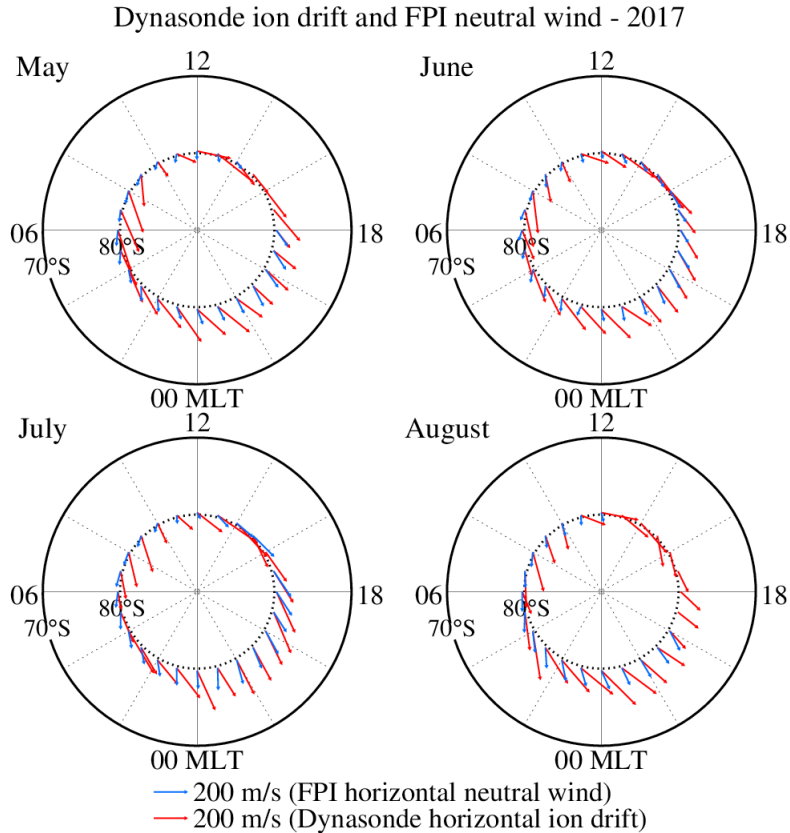 Dynasonde ion drift and FPI neutral wind - 2017
May
12
June
12
06
80°S
18
70°S
00 MLT
06
80°S
18
70°S
00 MLT
July
12
August
12
06
80°S
18
70°S
00 MLT
06
80°S
18
70°S
00 MLT
200 m/s (FPI horizontal neutral wind)
200 m/s (Dynasonde horizontal ion drift)